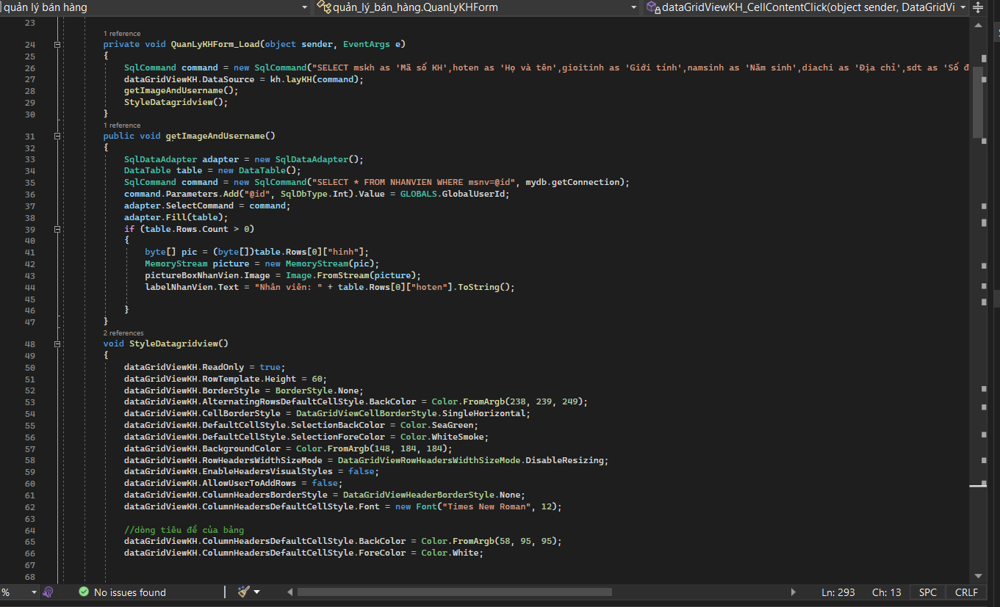 quản lý bán hàng quản_lý_bán_hàng.QuanLyKHForm dataGridViewKH_CellContentClick(object sender, DataGridVi
23
1 reference
24 private void QuanLyKHForm_Load(object sender, EventArgs e)
25 {
26 SqlCommand command = new SqlCommand("SELECT mskh as 'Mã số KH',hoten as 'Họ và tên',gioitinh as 'Giới tính',namsinh as 'Năm sinh',diachi as 'Địa chỉ',sdt as 'Số đ
27 dataGridViewKH.DataSource = kh.layKH(command);
28 getImageAndUsername();
29 StyleDatagridview();
30 }
1 reference
31 public void getImageAndUsername()
32 {
33 SqlDataAdapter adapter = new SqlDataAdapter();
34 DataTable table = new DataTable();
35 SqlCommand command = new SqlCommand("SELECT * FROM NHANVIEN WHERE msnv=@id", mydb.getConnection);
36 command.Parameters.Add("@id", SqlDbType.Int).Value = GLOBALS.GlobalUserId;
37 adapter.SelectCommand = command;
38 adapter.Fill(table);
39 if (table.Rows.Count > 0)
40 {
41 byte[] pic = (byte[])table.Rows[0]["hinh"];
42 MemoryStream picture = new MemoryStream(pic);
43 pictureBoxNhanVien.Image = Image.FromStream(picture);
44 labelNhanVien.Text = "Nhân viên: " + table.Rows[0]["hoten"].ToString();
45
46 }
47 }
2 references
48 void StyleDatagridview()
49 {
50 dataGridViewKH.ReadOnly = true;
51 dataGridViewKH.RowTemplate.Height = 60;
52 dataGridViewKH.BorderStyle = BorderStyle.None;
53 dataGridViewKH.AlternatingRowsDefaultCellStyle.BackColor = Color.FromArgb(238, 239, 249);
54 dataGridViewKH.CellBorderStyle = DataGridViewCellBorderStyle.SingleHorizontal;
55 dataGridViewKH.DefaultCellStyle.SelectionBackColor = Color.SeaGreen;
56 dataGridViewKH.DefaultCellStyle.SelectionForeColor = Color.WhiteSmoke;
57 dataGridViewKH.BackgroundColor = Color.FromArgb(148, 184, 184);
58 dataGridViewKH.RowHeadersWidthSizeMode = DataGridViewRowHeadersWidthSizeMode.DisableResizing;
59 dataGridViewKH.EnableHeadersVisualStyles = false;
60 dataGridViewKH.AllowUserToAddRows = false;
61 dataGridViewKH.ColumnHeadersBorderStyle = DataGridViewHeaderBorderStyle.None;
62 dataGridViewKH.ColumnHeadersDefaultCellStyle.Font = new Font("Times New Roman", 12);
63
64 //dòng tiêu để của bảng
65 dataGridViewKH.ColumnHeadersDefaultCellStyle.BackColor = Color.FromArgb(58, 95, 95);
66 dataGridViewKH.ColumnHeadersDefaultCellStyle.ForeColor = Color.White;
67
68
% No issues found Ln: 293 Ch: 13 SPC CRLF